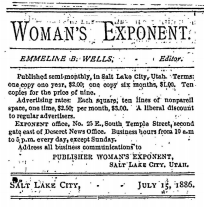 WOMAN'S EXPONENT.
EMMELINE B. WELLS, - Editor.
Published semi-monthly, in Salt Lake City, Utah. Terms:
one copy one year, $2.00; one copy six months, $1.00. Ten
copies for the price of nine.
Advertising rates: Each square, ten lines of nonpareil
space, one time, $2.50; per month, $3.00. A liberal discount
to regular advertisers.
EXPONENT office, No. 25 E., South Temple Street, second
gate east of Deseret News Office. Business hours from 10 a.m
to 5 p.m. every day, except Sunday.
Address all business communications to
PUBLISHER WOMAN'S EXPONENT,
SALT LAKE CITY, UTAH.
SALT LAKE CITY, - JULY 15, 1886.